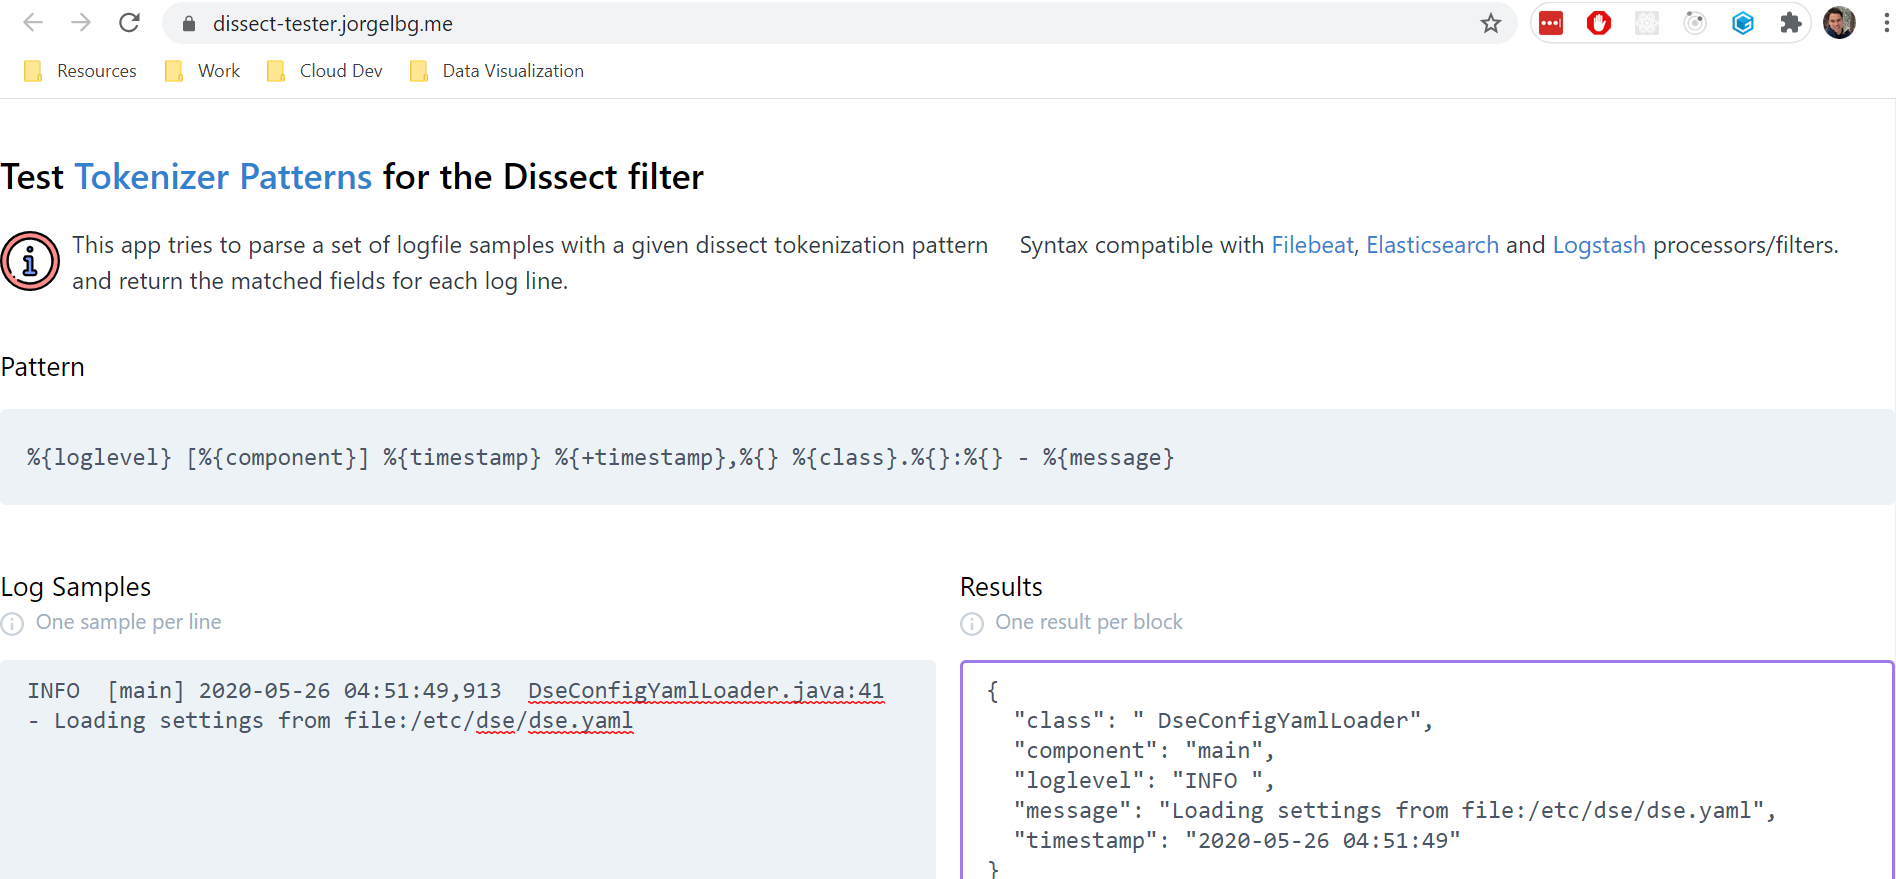 dissect-tester.jorgelbg.me
Resources Work Cloud Dev Data Visualization
Test Tokenizer Patterns for the Dissect filter
This app tries to parse a set of logfile samples with a given dissect tokenization pattern
and return the matched fields for each log line.
Syntax compatible with Filebeat, Elasticsearch and Logstash processors/filters.
Pattern
%{loglevel} [%{component}] %{timestamp} %{+timestamp},%{} %{class}.%{}:%{} - %{message}
Log Samples
One sample per line
INFO  [main] 2020-05-26 04:51:49,913  DseConfigYamlLoader.java:41
- Loading settings from file:/etc/dse/dse.yaml
Results
One result per block
{
"class": " DseConfigYamlLoader",
"component": "main",
"loglevel": "INFO ",
"message": "Loading settings from file:/etc/dse/dse.yaml",
"timestamp": "2020-05-26 04:51:49"
}